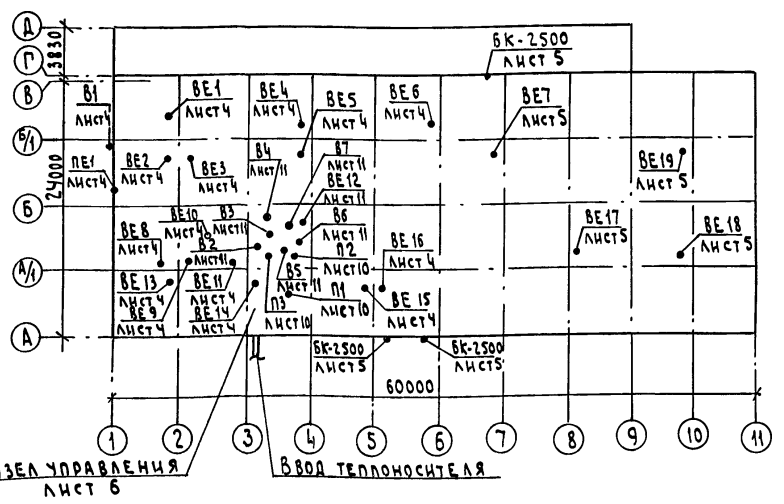 Д
3830
Г
БК-2500
лист 5
В
В1
лист 4
ВЕ1
лист 4
ВЕ4
лист 4
ВЕ5
лист 4
ВЕ6
лист 4
ВЕ7
лист 5
Б/1
24000
ПЕ1
лист 4
ВЕ2
лист 4
ВЕ3
лист 4
В4
лист 11
В7
лист 11
ВЕ12
лист 11
ВЕ19
лист 5
Б
ВЕ8
лист 4
ВЕ10
лист 4
В3
лист 11
В2
лист 11
В6
лист 11
П2
лист 10
ВЕ16
лист 4
ВЕ17
лист 5
ВЕ18
лист 5
А/1
ВЕ13
лист 4
ВЕ9
лист 4
ВЕ11
лист 4
ВЕ14
лист 4
П3
лист 10
В5
лист 11
П1
лист 10
ВЕ15
лист 4
А
БК-2500
лист 5
БК-2500
лист 5
60000
1
2
3
4
5
6
7
8
9
10
11
УЗЕЛ УПРАВЛЕНИЯ
лист 6
ВВОД ТЕПЛОНОСИТЕЛЯ